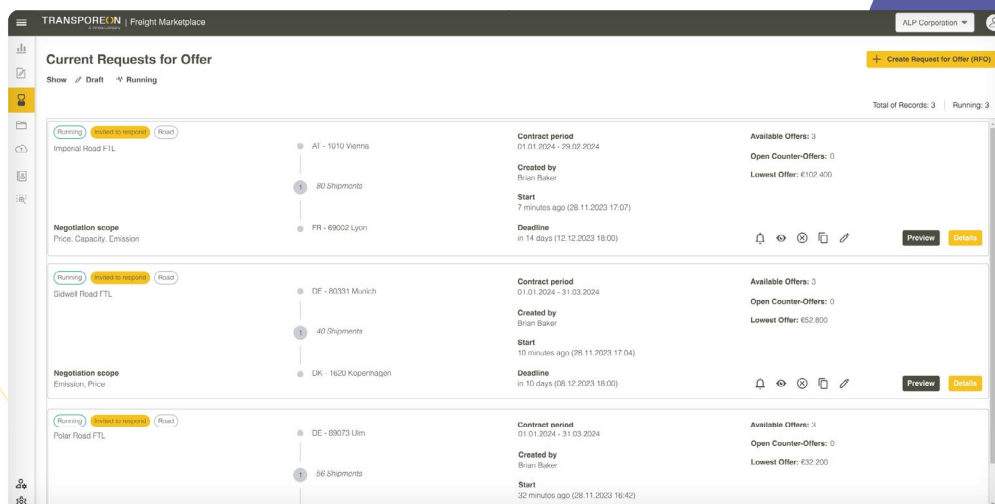 TRANSPOREON | Freight Marketplace
ALP Corporation
Current Requests for Offer
+ Create Request for Offer (RFO)
Show Draft Running
Total of Records: 3 | Running: 3
Running Invited to respond Road
Imperial Road FTL
AT - 1010 Vienna
1 80 Shipments
FR - 69002 Lyon
Negotiation scope
Price, Capacity, Emission
Contract period
01.01.2024 - 29.02.2024
Created by
Brian Baker
Start
7 minutes ago (28.11.2023 17:07)
Deadline
in 14 days (12.12.2023 18:00)
Available Offers: 3
Open Counter-Offers: 0
Lowest Offer: €102.400
Preview Details
Running Invited to respond Road
Sidwell Road FTL
DE - 80331 Munich
1 40 Shipments
DK - 1620 Kopenhagen
Negotiation scope
Emission, Price
Contract period
01.01.2024 - 31.03.2024
Created by
Brian Baker
Start
10 minutes ago (28.11.2023 17:04)
Deadline
in 10 days (08.12.2023 18:00)
Available Offers: 3
Open Counter-Offers: 0
Lowest Offer: €52.800
Preview Details
Running Invited to respond Road
Polar Road FTL
DE - 89073 Ulm
1 56 Shipments
Contract period
01.01.2024 - 31.03.2024
Created by
Brian Baker
Start
32 minutes ago (28.11.2023 16:42)
Available Offers: 3
Open Counter-Offers: 0
Lowest Offer: €32.200